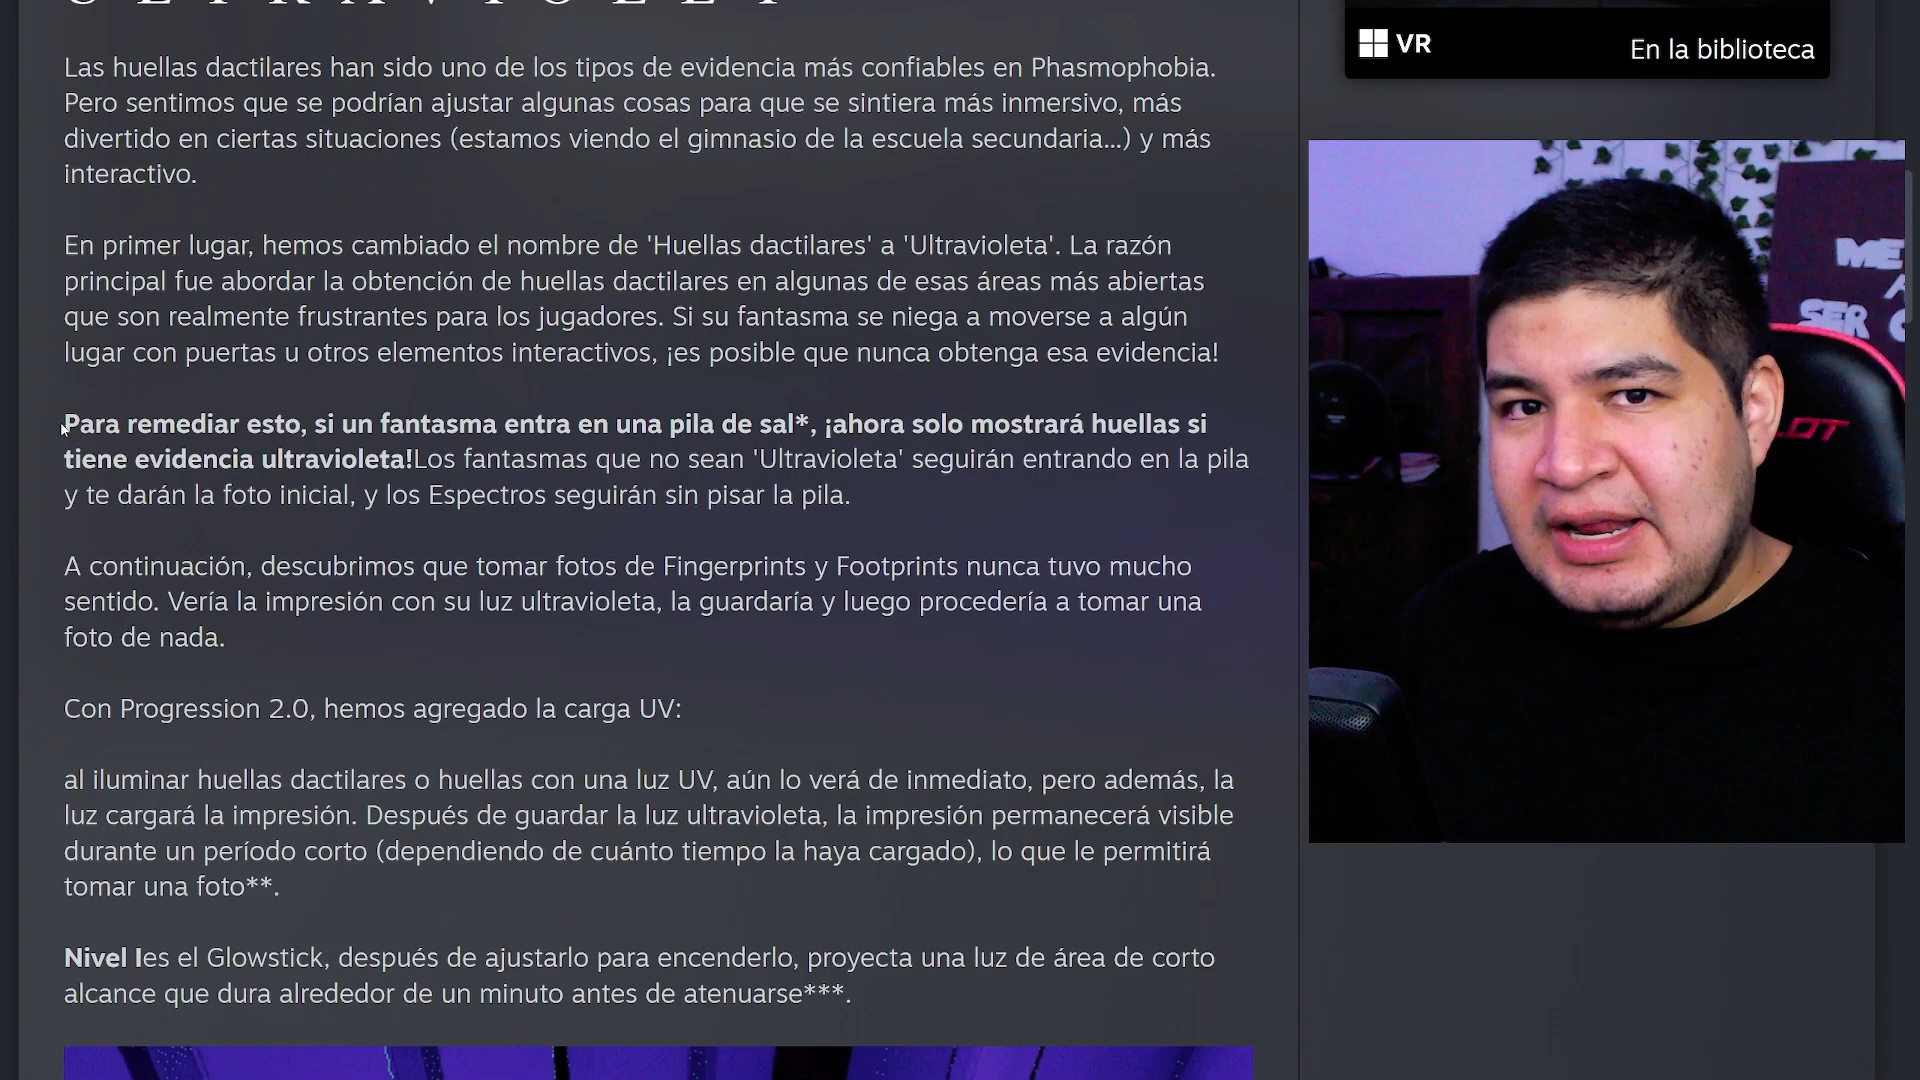 ULTRAVIOLET
VR
En la biblioteca
Las huellas dactilares han sido uno de los tipos de evidencia más confiables en Phasmophobia.
Pero sentimos que se podrían ajustar algunas cosas para que se sintiera más inmersivo, más
divertido en ciertas situaciones (estamos viendo el gimnasio de la escuela secundaria...) y más
interactivo.
En primer lugar, hemos cambiado el nombre de 'Huellas dactilares' a 'Ultravioleta'. La razón
principal fue abordar la obtención de huellas dactilares en algunas de esas áreas más abiertas
que son realmente frustrantes para los jugadores. Si su fantasma se niega a moverse a algún
lugar con puertas u otros elementos interactivos, ¡es posible que nunca obtenga esa evidencia!
Para remediar esto, si un fantasma entra en una pila de sal*, ¡ahora solo mostrará huellas si
tiene evidencia ultravioleta!Los fantasmas que no sean 'Ultravioleta' seguirán entrando en la pila
y te darán la foto inicial, y los Espectros seguirán sin pisar la pila.
A continuación, descubrimos que tomar fotos de Fingerprints y Footprints nunca tuvo mucho
sentido. Vería la impresión con su luz ultravioleta, la guardaría y luego procedería a tomar una
foto de nada.
Con Progression 2.0, hemos agregado la carga UV:
al iluminar huellas dactilares o huellas con una luz UV, aún lo verá de inmediato, pero además, la
luz cargará la impresión. Después de guardar la luz ultravioleta, la impresión permanecerá visible
durante un período corto (dependiendo de cuánto tiempo la haya cargado), lo que le permitirá
tomar una foto**.
Nivel Ies el Glowstick, después de ajustarlo para encenderlo, proyecta una luz de área de corto
alcance que dura alrededor de un minuto antes de atenuarse***.
ME
SER